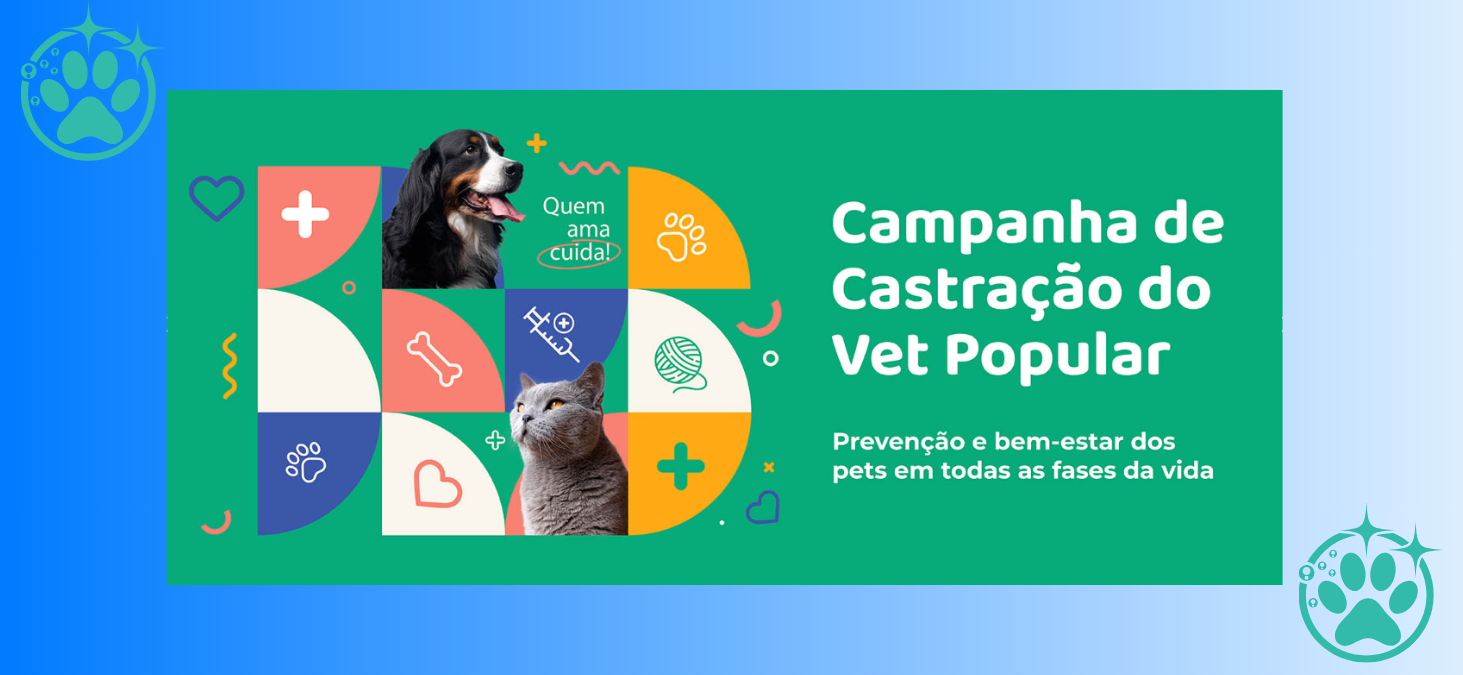 Quem
ama
cuida!
Campanha de
Castração do
Vet Popular
Prevenção e bem-estar dos
pets em todas as fases da vida